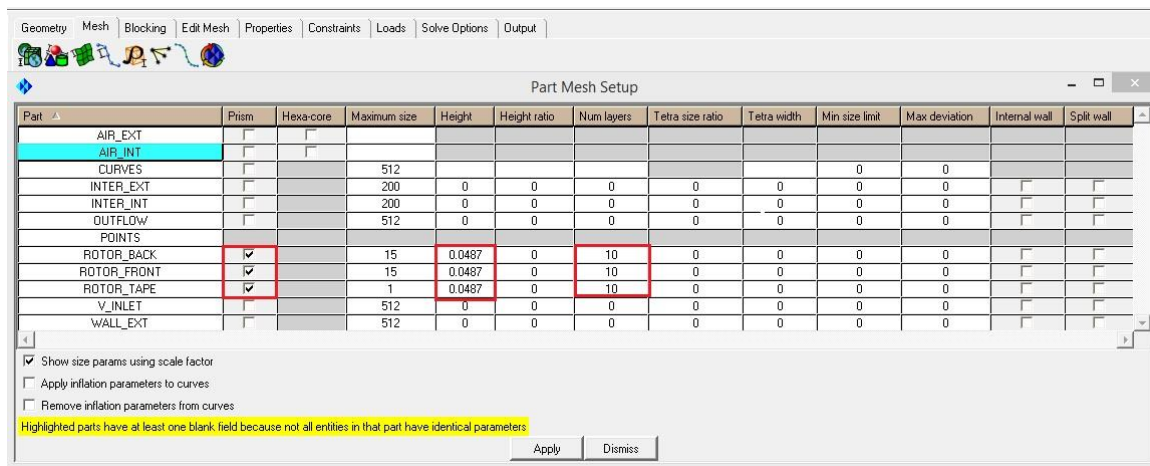 Geometry Mesh Blocking Edit Mesh Properties Constraints Loads Solve Options Output
Part Mesh Setup
Part Prism Hexa-core Maximum size Height Height ratio Num layers Tetra size ratio Tetra width Min size limit Max deviation Internal wall Split wall
AIR_EXT
AIR_INT
CURVES 512 0 0
INTER_EXT 200 0 0 0 0 0 0 0
INTER_INT 200 0 0 0 0 0 0 0
OUTFLOW 512 0 0 0 0 0 0 0
POINTS
ROTOR_BACK 15 0.0487 0 10 0 0 0 0
ROTOR_FRONT 15 0.0487 0 10 0 0 0 0
ROTOR_TAPE 1 0.0487 0 10 0 0 0 0
V_INLET 512 0 0 0 0 0 0 0
WALL_EXT 512 0 0 0 0 0 0 0
Show size params using scale factor
Apply inflation parameters to curves
Remove inflation parameters from curves
Highlighted parts have at least one blank field because not all entities in that part have identical parameters
Apply Dismiss